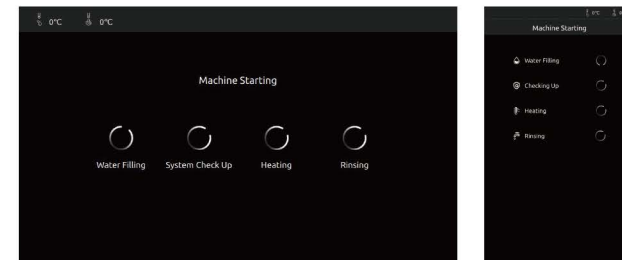 0°C 0°C
Machine Starting
Water Filling System Check Up Heating Rinsing
0°C
Machine Starting
Water Filling
Checking Up
Heating
Rinsing